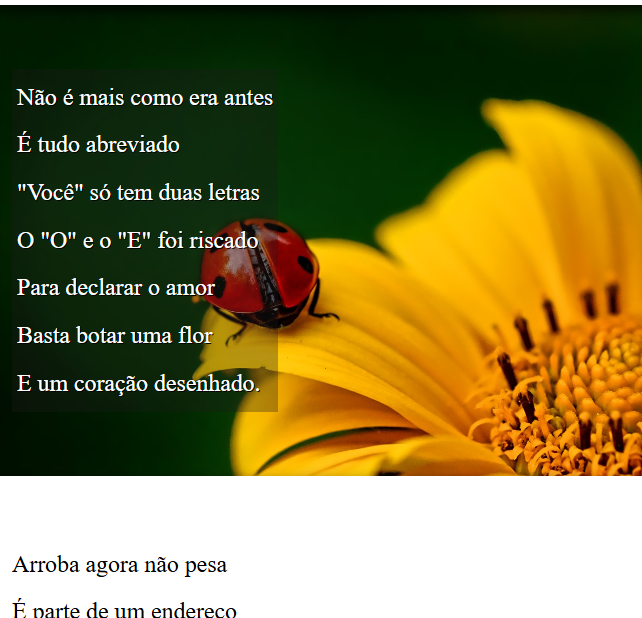 Não é mais como era antes
É tudo abreviado
"Você" só tem duas letras
O "O" e o "E" foi riscado
Para declarar o amor
Basta botar uma flor
E um coração desenhado.
Arroba agora não pesa
É parte de um endereço